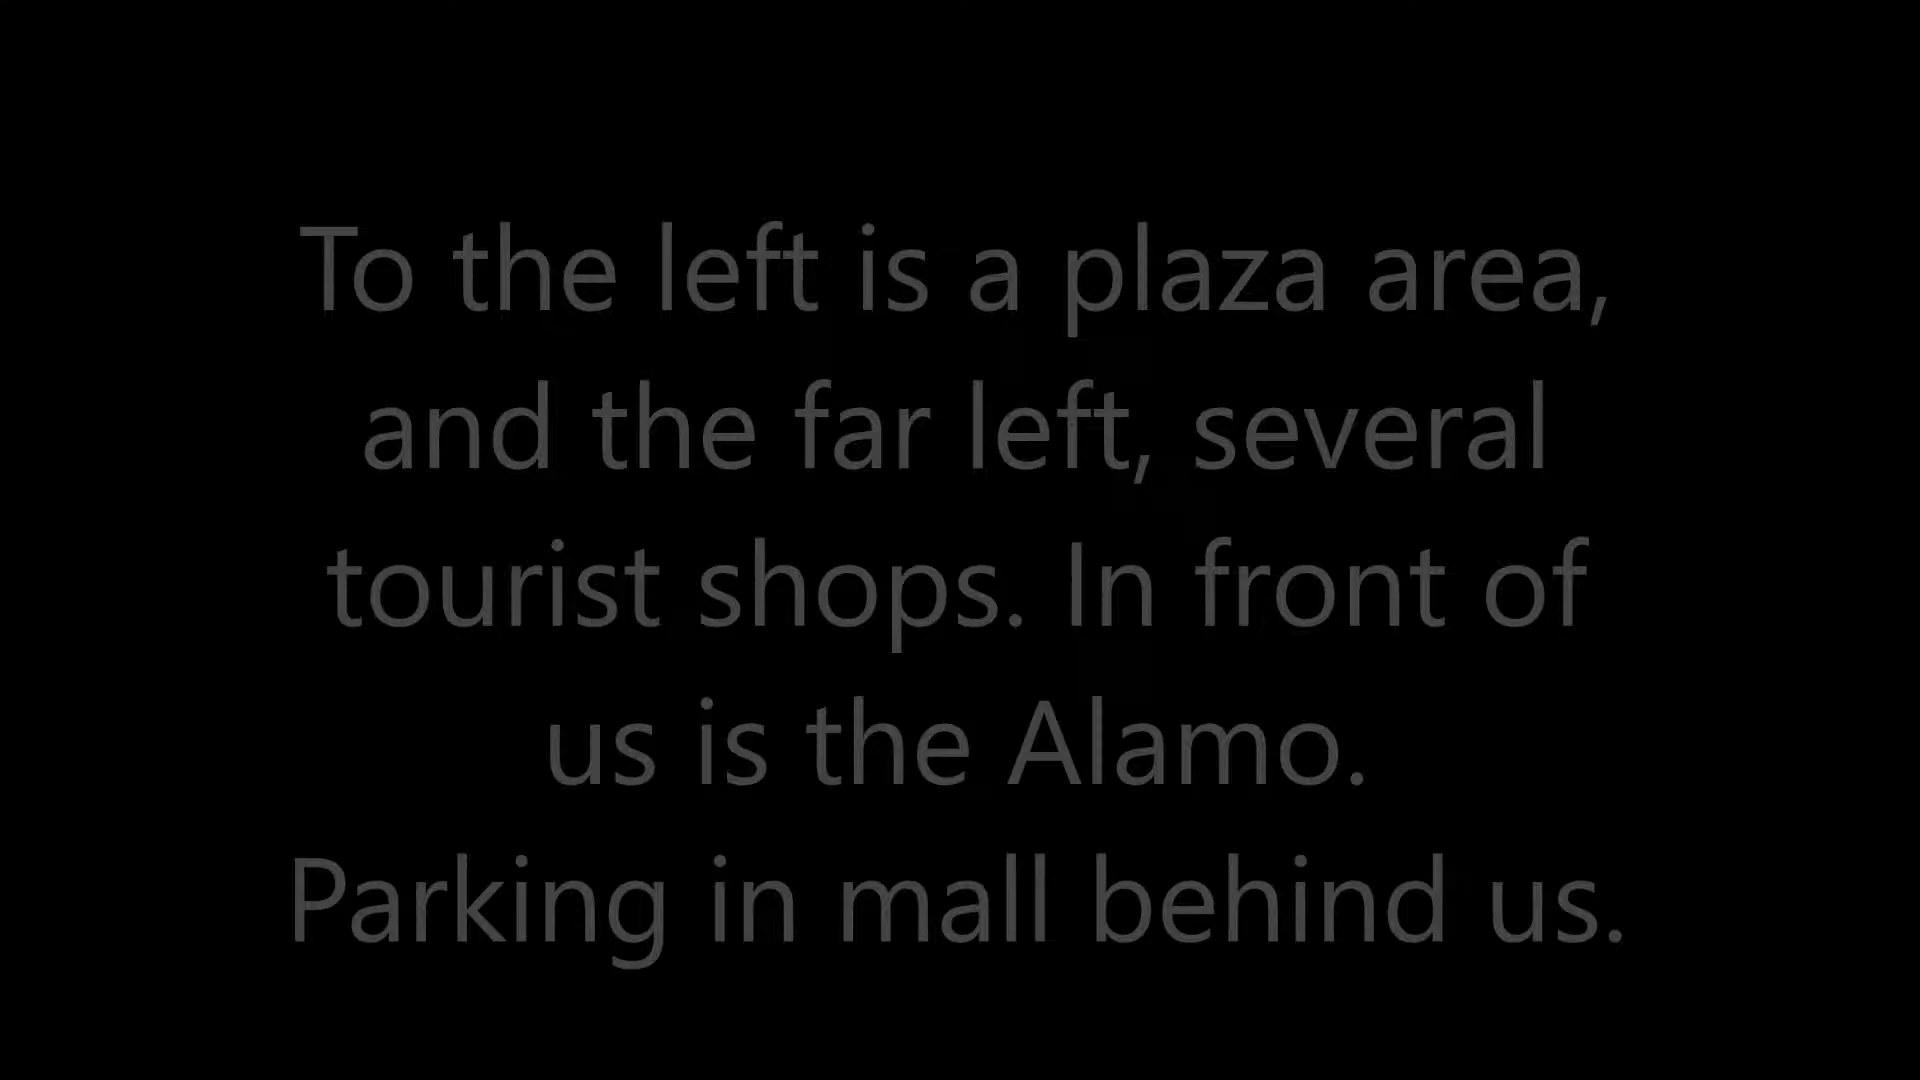 To the left is a plaza area,
and the far left, several
tourist shops. In front of
us is the Alamo.
Parking in mall behind us.